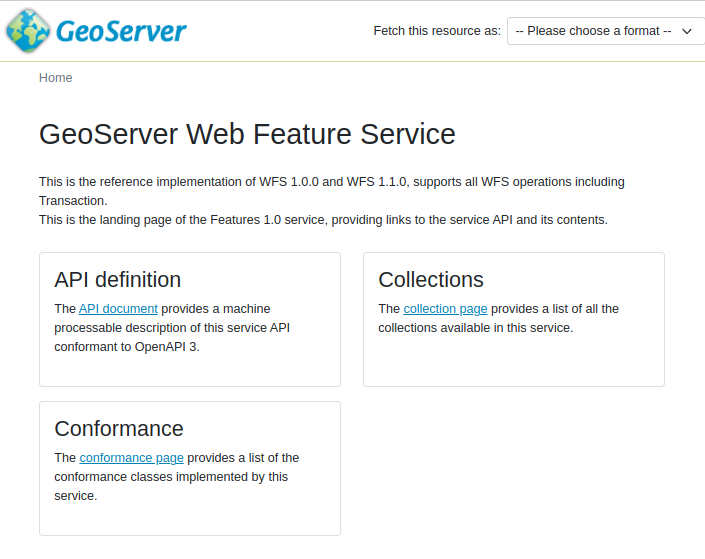 GeoServer
Fetch this resource as:
-- Please choose a format --
Home
GeoServer Web Feature Service
This is the reference implementation of WFS 1.0.0 and WFS 1.1.0, supports all WFS operations including
Transaction.
This is the landing page of the Features 1.0 service, providing links to the service API and its contents.
API definition
The API document provides a machine
processable description of this service API
conformant to OpenAPI 3.
Collections
The collection page provides a list of all the
collections available in this service.
Conformance
The conformance page provides a list of the
conformance classes implemented by this
service.